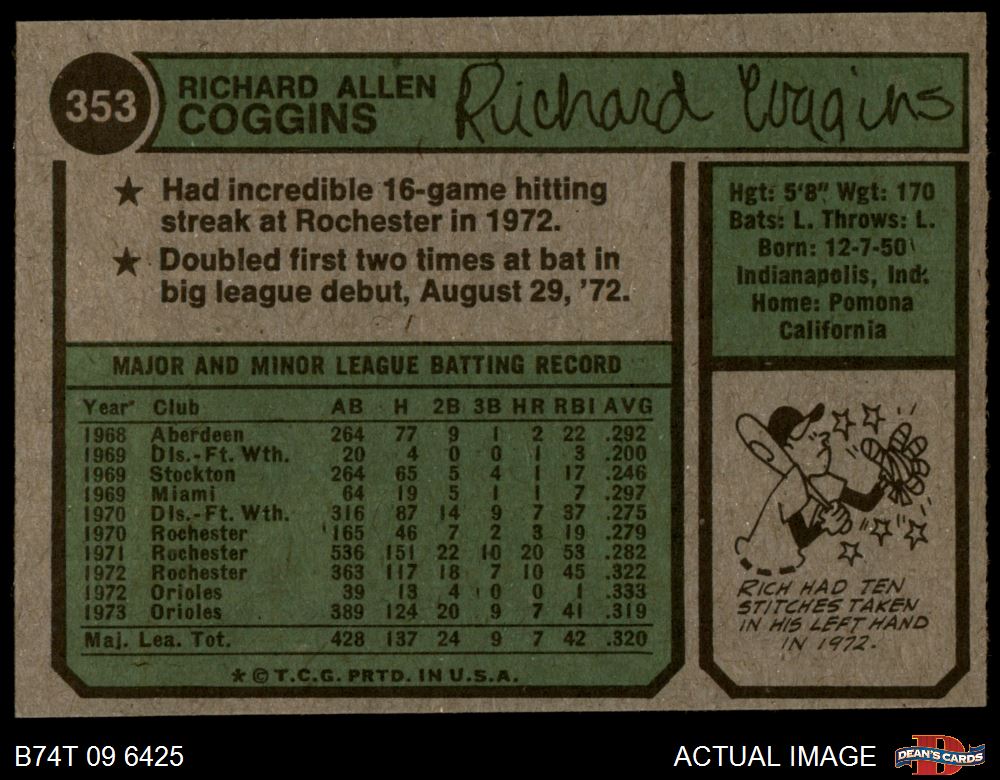 353
RICHARD ALLEN
COGGINS
Richard Coggins
★ Had incredible 16-game hitting
streak at Rochester in 1972.
★ Doubled first two times at bat in
big league debut, August 29, '72.
Hgt: 5'8" Wgt: 170
Bats: L. Throws: L.
Born: 12-7-50
Indianapolis, Ind.
Home: Pomona
California
MAJOR AND MINOR LEAGUE BATTING RECORD
Year Club AB H 2B 3B HR RBI AVG
1968 Aberdeen 264 77 9 1 2 22 .292
1969 Dls.-Ft. Wth. 20 4 0 0 1 3 .200
1969 Stockton 264 65 5 4 1 17 .246
1969 Miami 64 19 5 1 1 7 .297
1970 Dls.-Ft. Wth. 316 87 14 9 7 37 .275
1970 Rochester 165 46 7 2 3 19 .279
1971 Rochester 536 151 22 10 20 53 .282
1972 Rochester 363 117 18 7 10 45 .322
1972 Orioles 39 13 4 0 0 1 .333
1973 Orioles 389 124 20 9 7 41 .319
Maj. Lea. Tot. 428 137 24 9 7 42 .320
* © T.C.G. PRTD. IN U.S.A.
RICH HAD TEN
STITCHES TAKEN
IN HIS LEFT HAND
IN 1972.
B74T 09 6425
ACTUAL IMAGE
DEAN'S CARDS